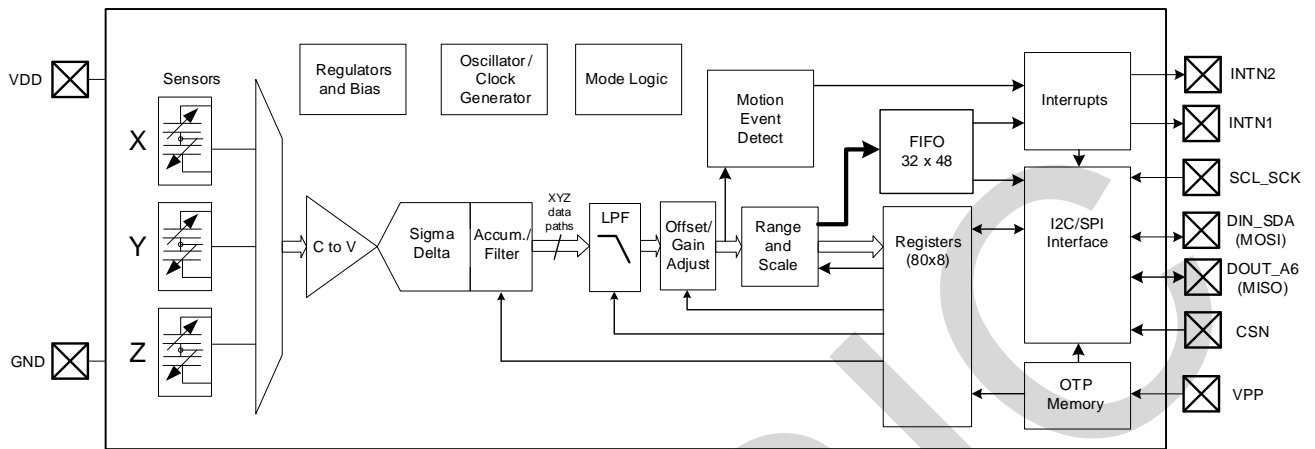 VDD
GND
Sensors
X
Y
Z
Regulators
and Bias
Oscillator /
Clock
Generator
Mode Logic
C to V
Sigma
Delta
Accum./
Filter
XYZ
data
paths
LPF
Offset/
Gain
Adjust
Motion
Event
Detect
Range
and
Scale
FIFO
32 x 48
Registers
(80x8)
Interrupts
I2C/SPI
Interface
OTP
Memory
INTN2
INTN1
SCL_SCK
DIN_SDA
(MOSI)
DOUT_A6
(MISO)
CSN
VPP